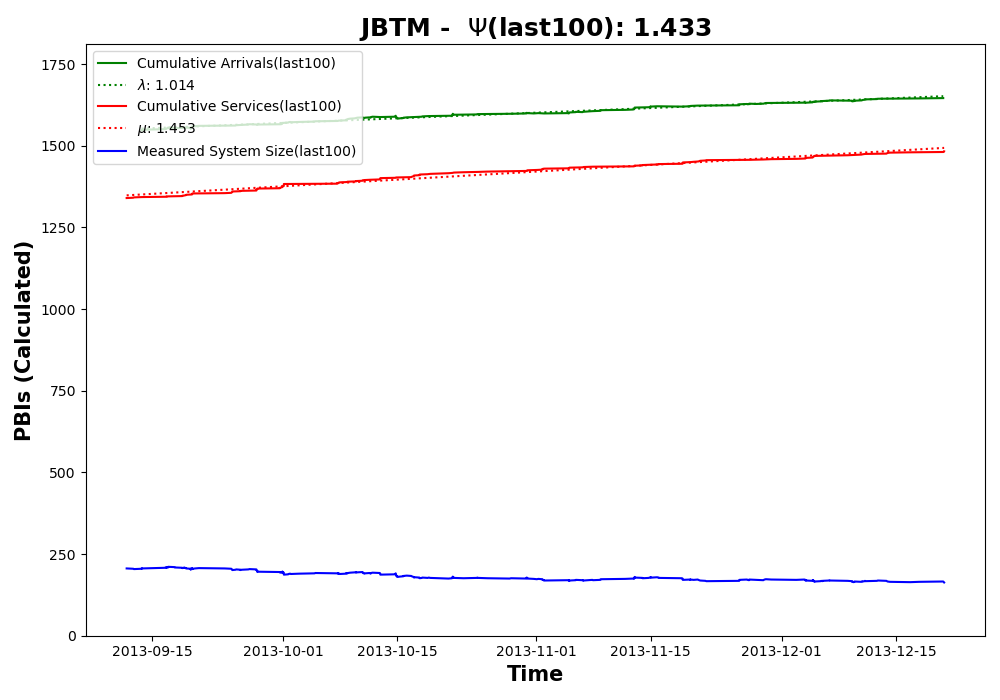 JBTM - Ψ(last100): 1.433
Cumulative Arrivals(last100)
λ: 1.014
Cumulative Services(last100)
μ: 1.453
Measured System Size(last100)
PBIs (Calculated)
1750
1500
1250
1000
750
500
250
0
2013-09-15 2013-10-01 2013-10-15 2013-11-01 2013-11-15 2013-12-01 2013-12-15
Time